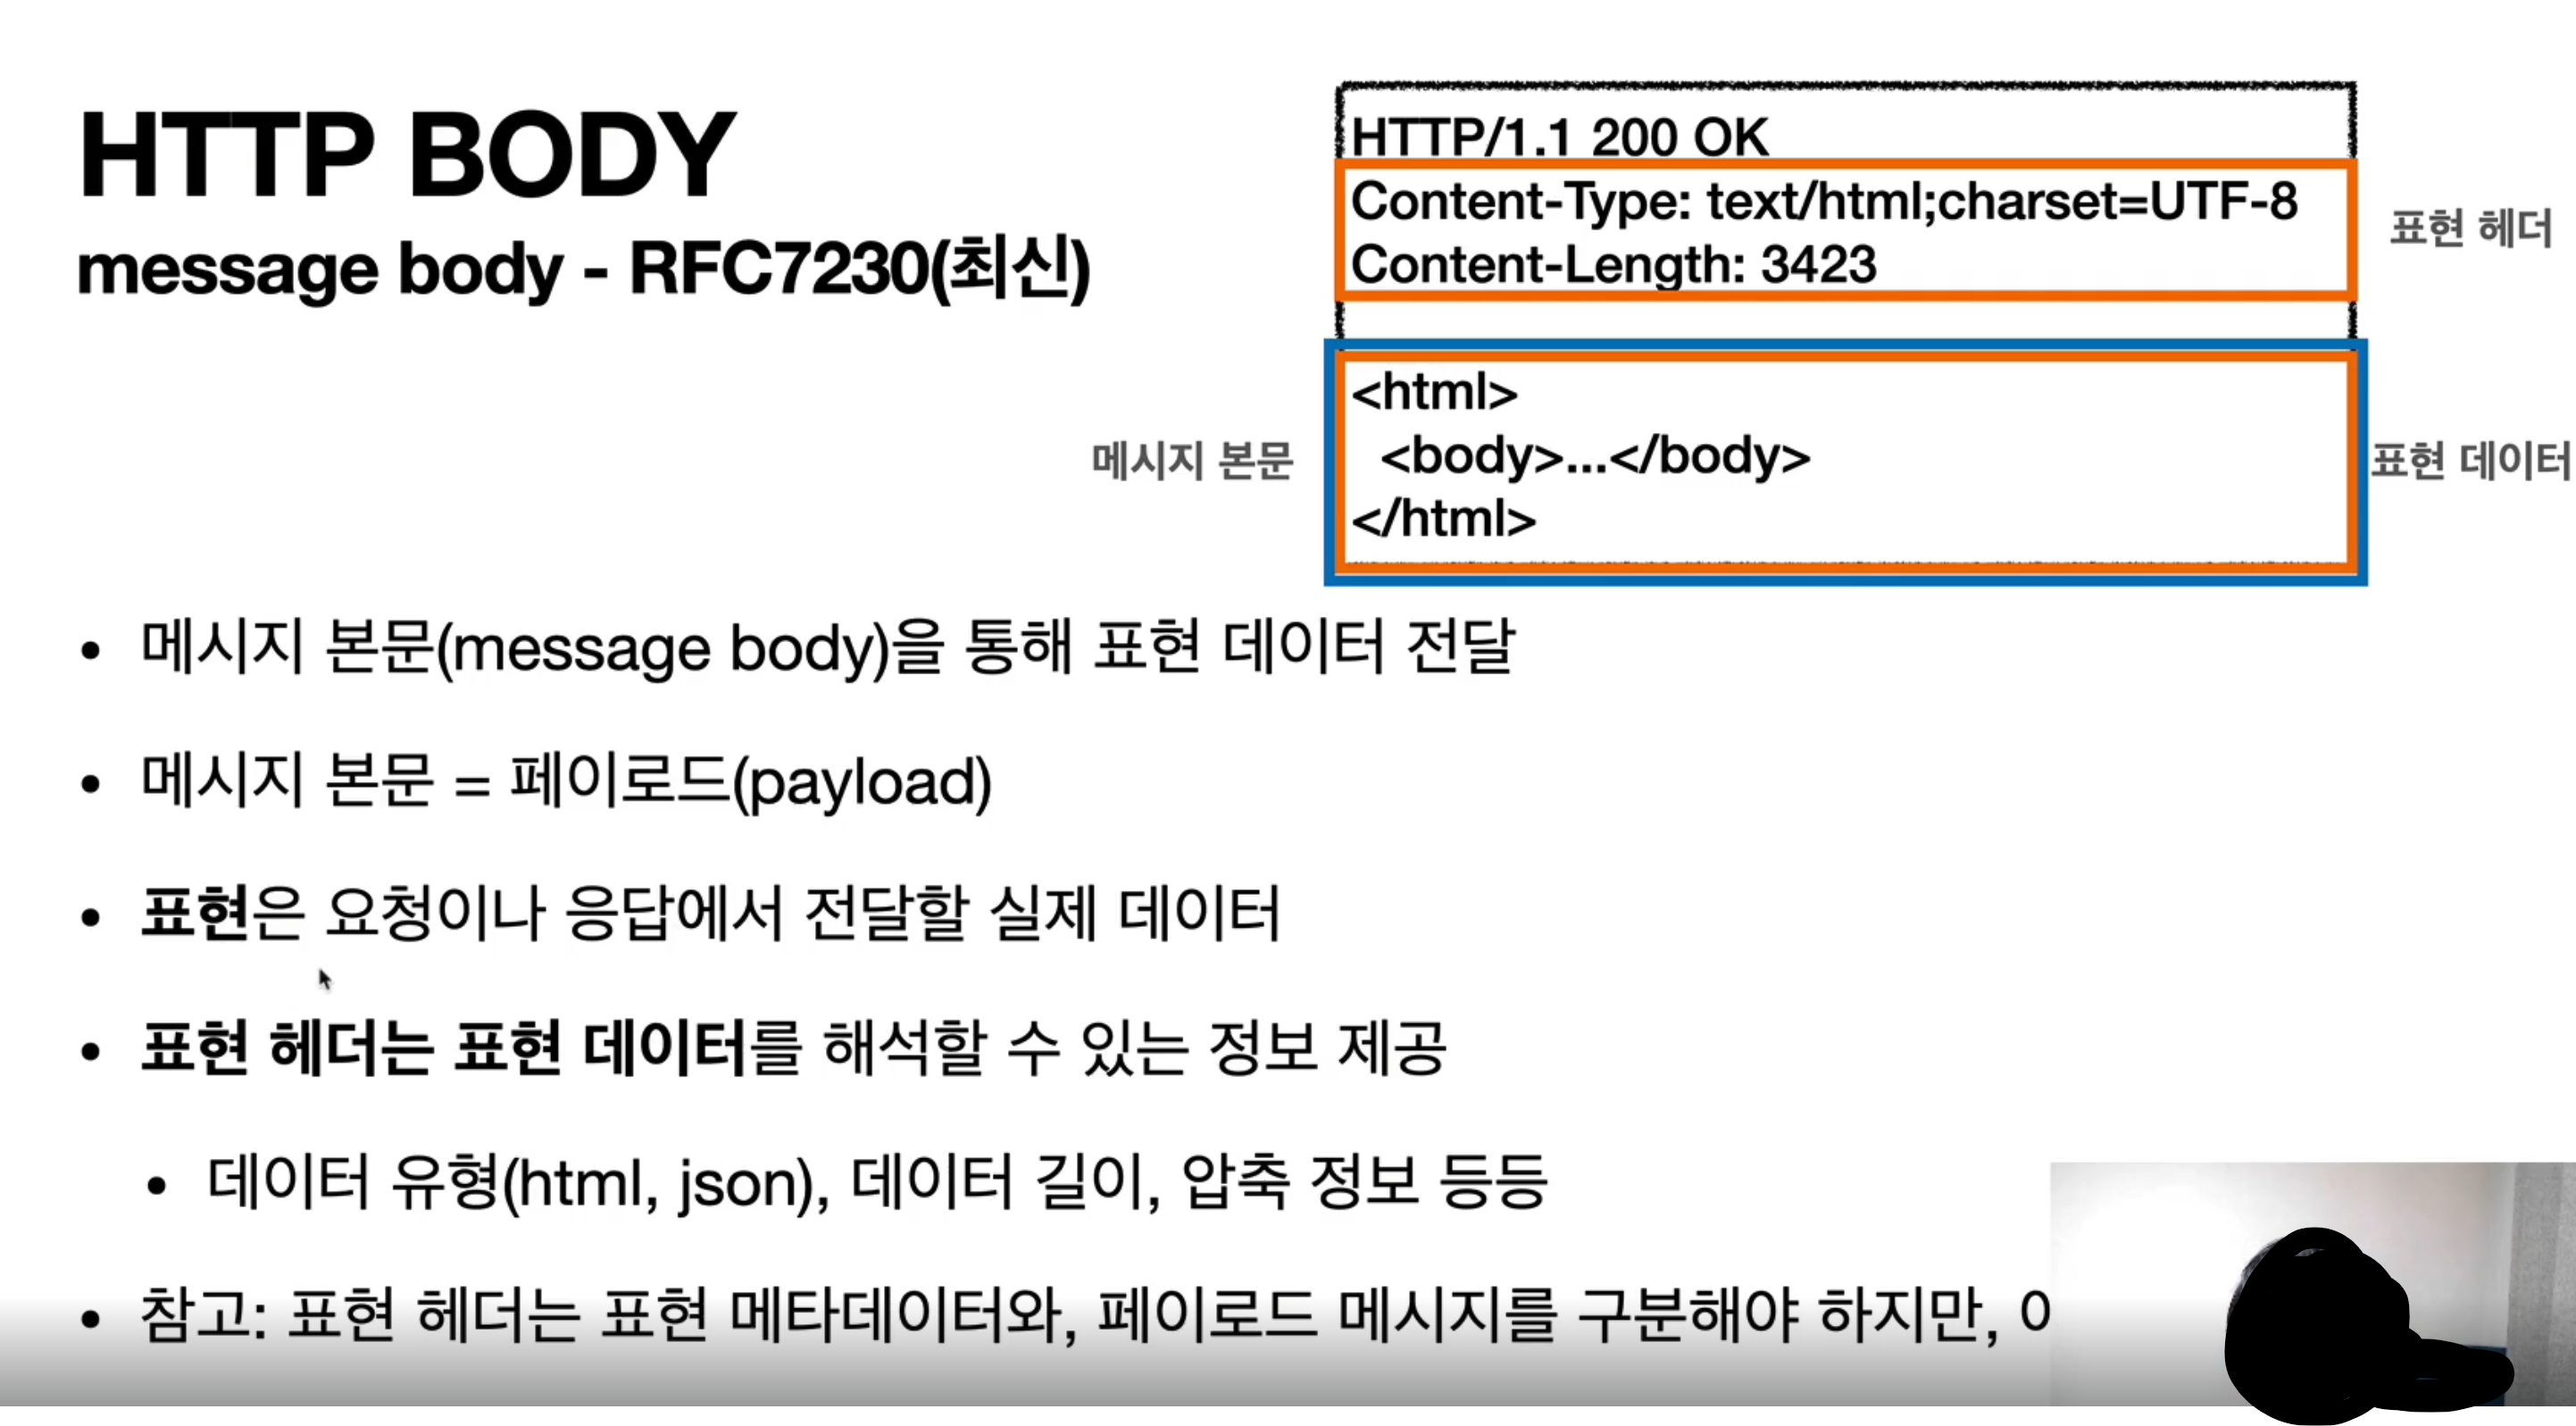 HTTP BODY
message body - RFC7230(최신)
HTTP/1.1 200 OK
Content-Type: text/html;charset=UTF-8
Content-Length: 3423
표현 헤더
<html>
<body>...</body>
</html>
메시지 본문
표현 데이터
• 메시지 본문(message body)을 통해 표현 데이터 전달
• 메시지 본문 = 페이로드(payload)
• 표현은 요청이나 응답에서 전달할 실제 데이터
• 표현 헤더는 표현 데이터를 해석할 수 있는 정보 제공
• 데이터 유형(html, json), 데이터 길이, 압축 정보 등등
• 참고: 표현 헤더는 표현 메타데이터와, 페이로드 메시지를 구분해야 하지만,